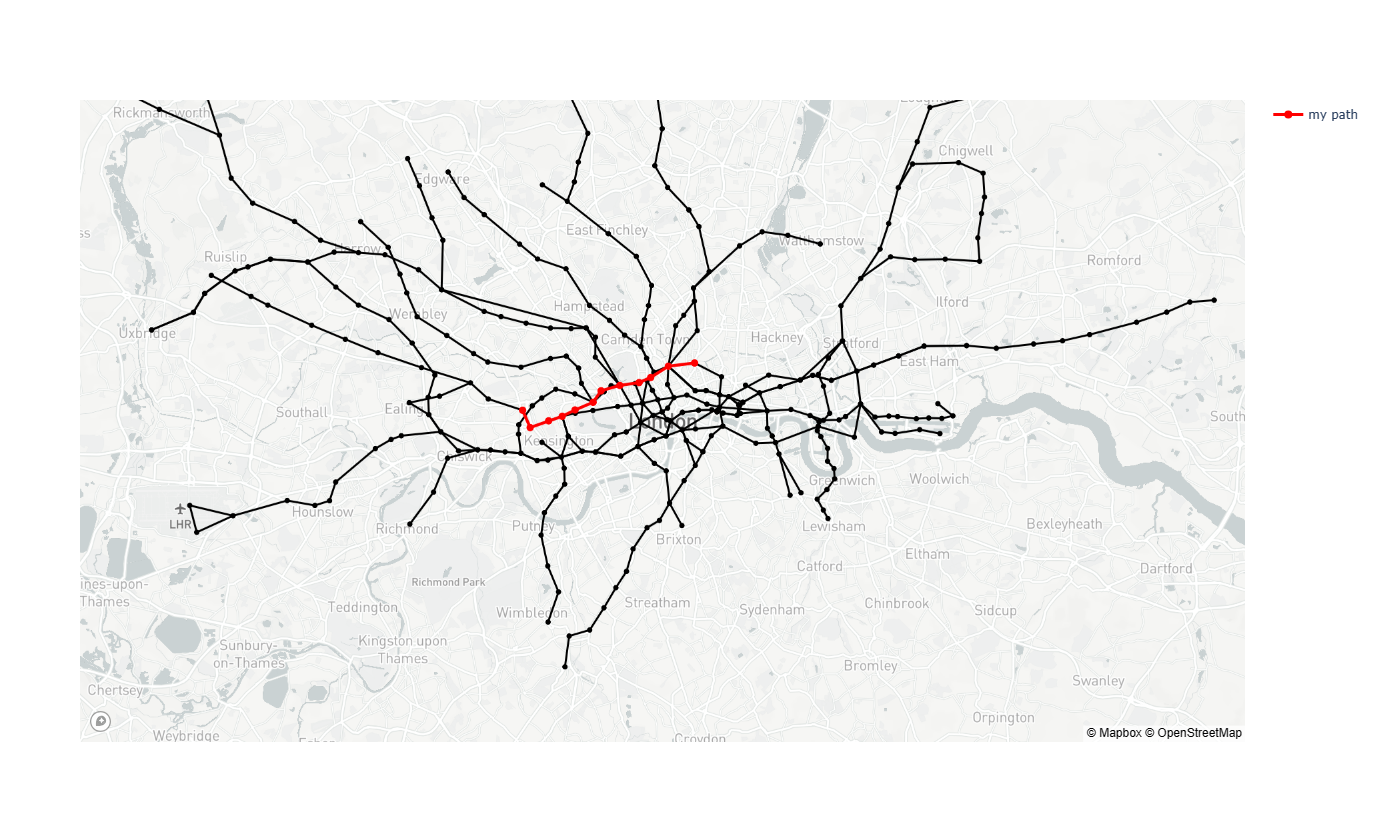 my path
Rickmansworth
Chigwell
Edgware
East Finchley
Walthamstow
Harrow
Ruislip
Romford
Ilford
Hampstead
Wembley
Uxbridge
Camden Town
Hackney
Stratford
East Ham
Southall
Ealing
South
London
Kensington
Chiswick
Greenwich
Woolwich
LHR
Hounslow
Richmond
Putney
Lewisham
Bexleyheath
Brixton
Eltham
Catford
Dartford
Richmond Park
ines-upon-
Thames
Teddington
Wimbledon
Streatham
Sydenham
Chinbrook
Sidcup
Sunbury-
on-Thames
Kingston upon
Thames
Bromley
Swanley
Chertsey
Orpington
Weybridge
Croydon
© Mapbox © OpenStreetMap